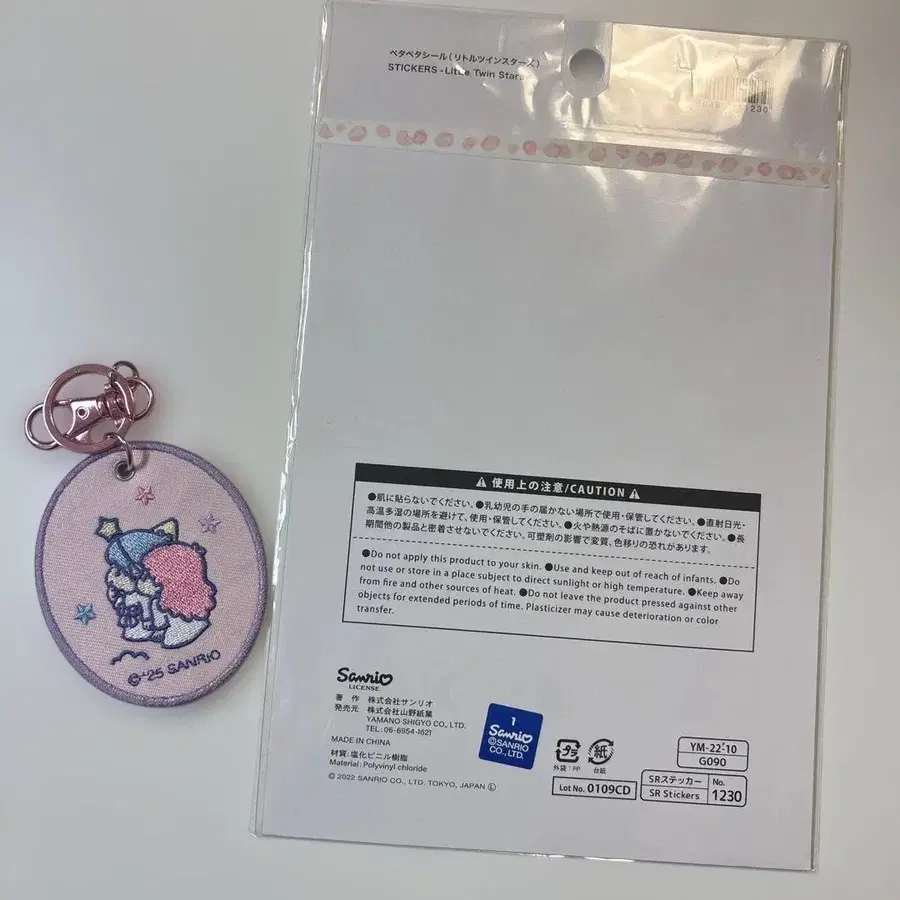 ペタペタシール(リトルツインスターズ)
STICKERS-Little Twin Stars
1230
⚠ 使用上の注意/CAUTION ⚠
●肌に貼らないでください。●乳幼児の手の届かない場所で使用・保管してください。●直射日光・
高温多湿の場所を避けて、使用・保管してください。●火や熱源のそばに置かないでください。●長
期間他の製品と密着させないでください。可塑剤の影響で変質、色移りの恐れがあります。
●Do not apply this product to your skin. ●Use and keep out of reach of infants. ●Do
not use or store in a place subject to direct sunlight or high temperature. ●Keep away
from fire and other sources of heat. ●Do not leave the product pressed against other
objects for extended periods of time. Plasticizer may cause deterioration or color
transfer.
©'25 SANRIO
Sanrio
LICENSE
著 作 株式会社サンリオ
発売元 株式会社山野紙業
YAMANO SHIGYO CO., LTD.
TEL:06-6954-1621
MADE IN CHINA
材質:塩化ビニル樹脂
Material:Polyvinyl chloride
© 2022 SANRIO CO., LTD. TOKYO, JAPAN Ⓛ
1
Sanrio
©SANRIO
CO., LTD.
プラ
外袋:PP
紙
台紙
YM-22-10
G090
Lot No. 0109CD
SRステッカー
SR Stickers
No.
1230